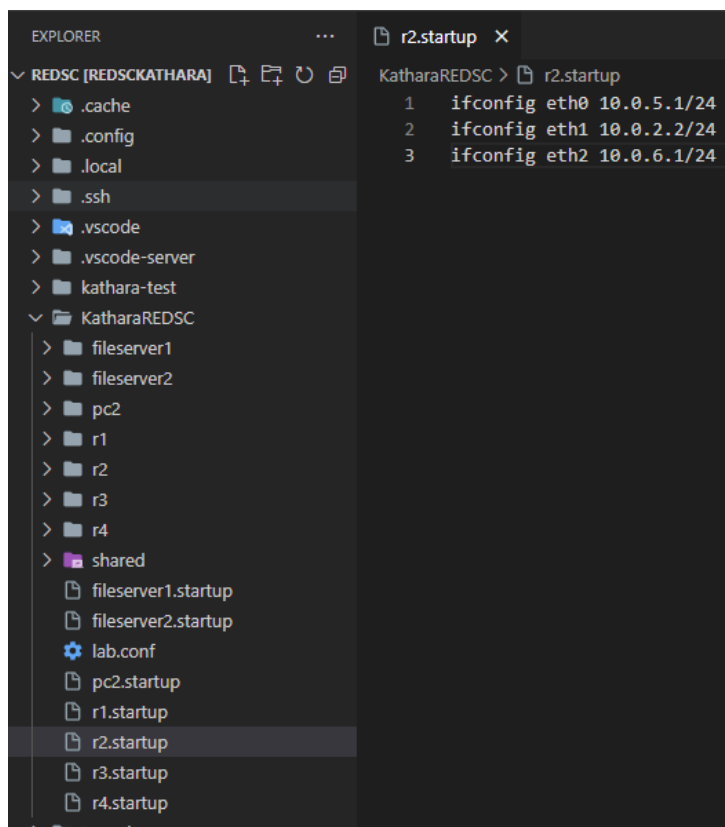 EXPLORER ···
REDSC [REDSCKATHARA]
.cache
.config
.local
.ssh
.vscode
.vscode-server
kathara-test
KatharaREDSC
fileserver1
fileserver2
pc2
r1
r2
r3
r4
shared
fileserver1.startup
fileserver2.startup
lab.conf
pc2.startup
r1.startup
r2.startup
r3.startup
r4.startup
r2.startup
KatharaREDSC > r2.startup
1 ifconfig eth0 10.0.5.1/24
2 ifconfig eth1 10.0.2.2/24
3 ifconfig eth2 10.0.6.1/24